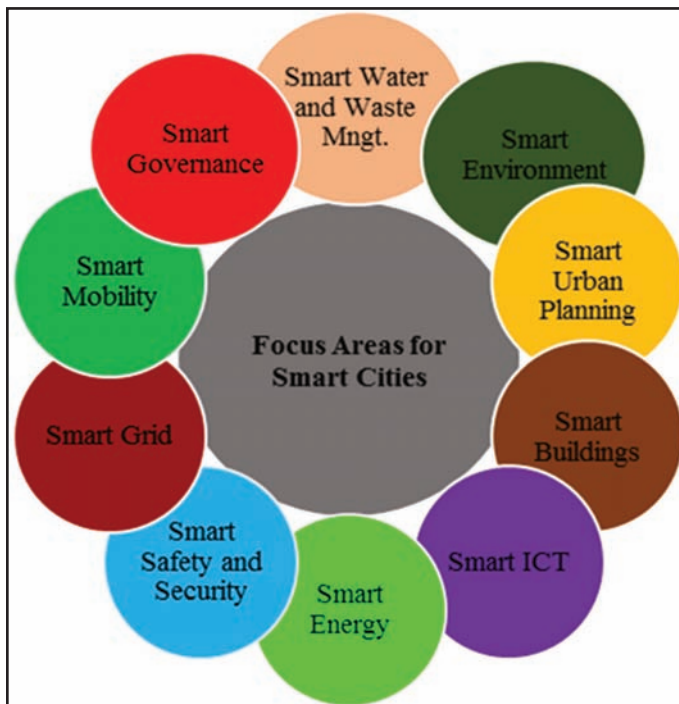 Smart Water
and Waste
Mngt.
Smart
Environment
Smart
Urban
Planning
Smart
Buildings
Smart ICT
Smart
Energy
Smart
Safety and
Security
Smart Grid
Smart
Mobility
Smart
Governance
Focus Areas for
Smart Cities